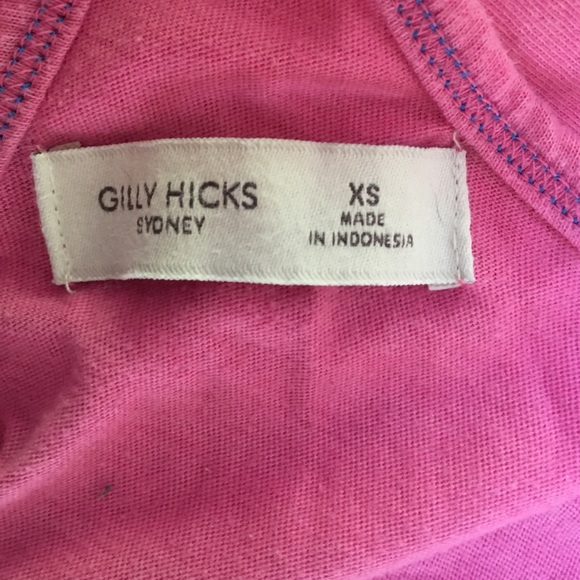 GILLY HICKS
SYDNEY
XS
MADE
IN INDONESIA